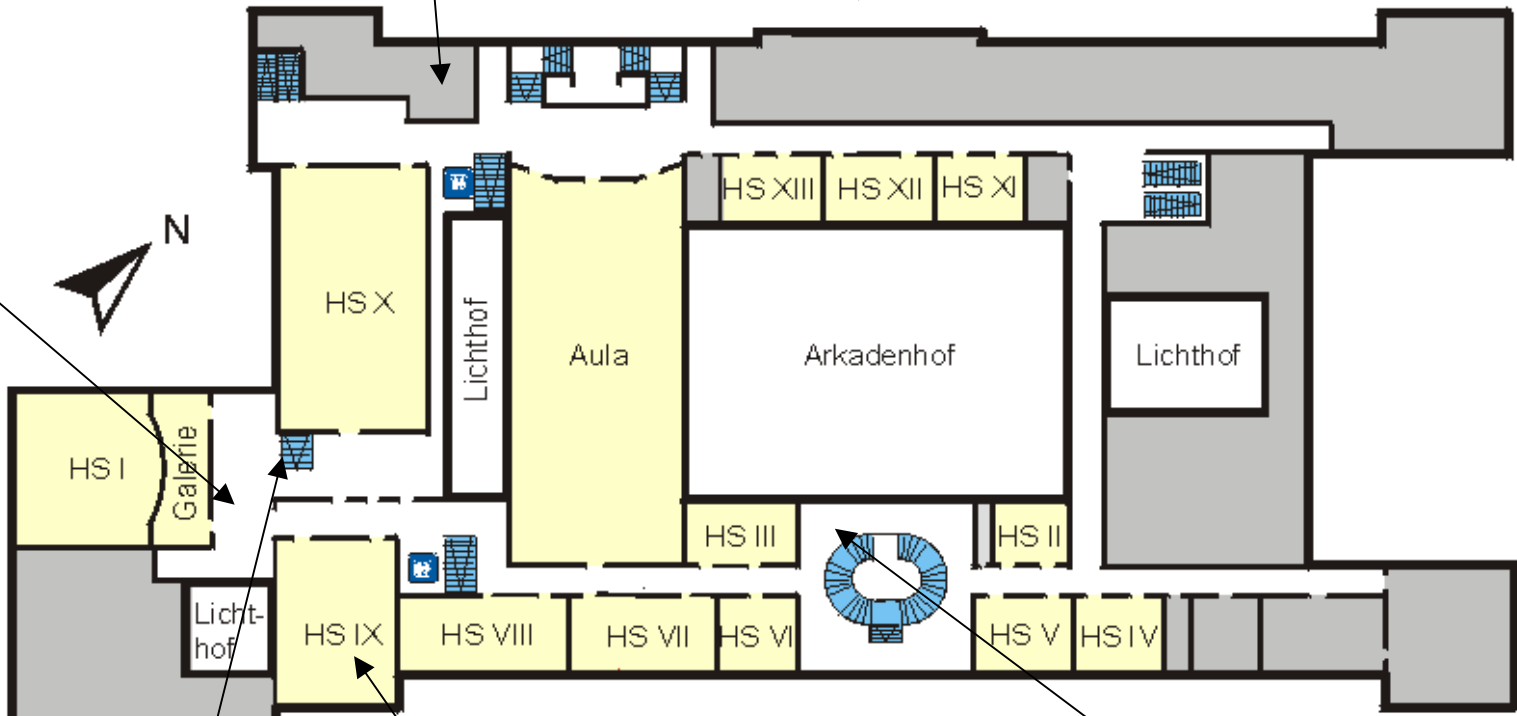 HS XIII
HS XII
HS XI
N
HS X
Lichthof
Aula
Arkadenhof
Lichthof
HS I
Galerie
HS III
HS II
Licht-
hof
HS IX
HS VIII
HS VII
HS VI
HS V
HS IV